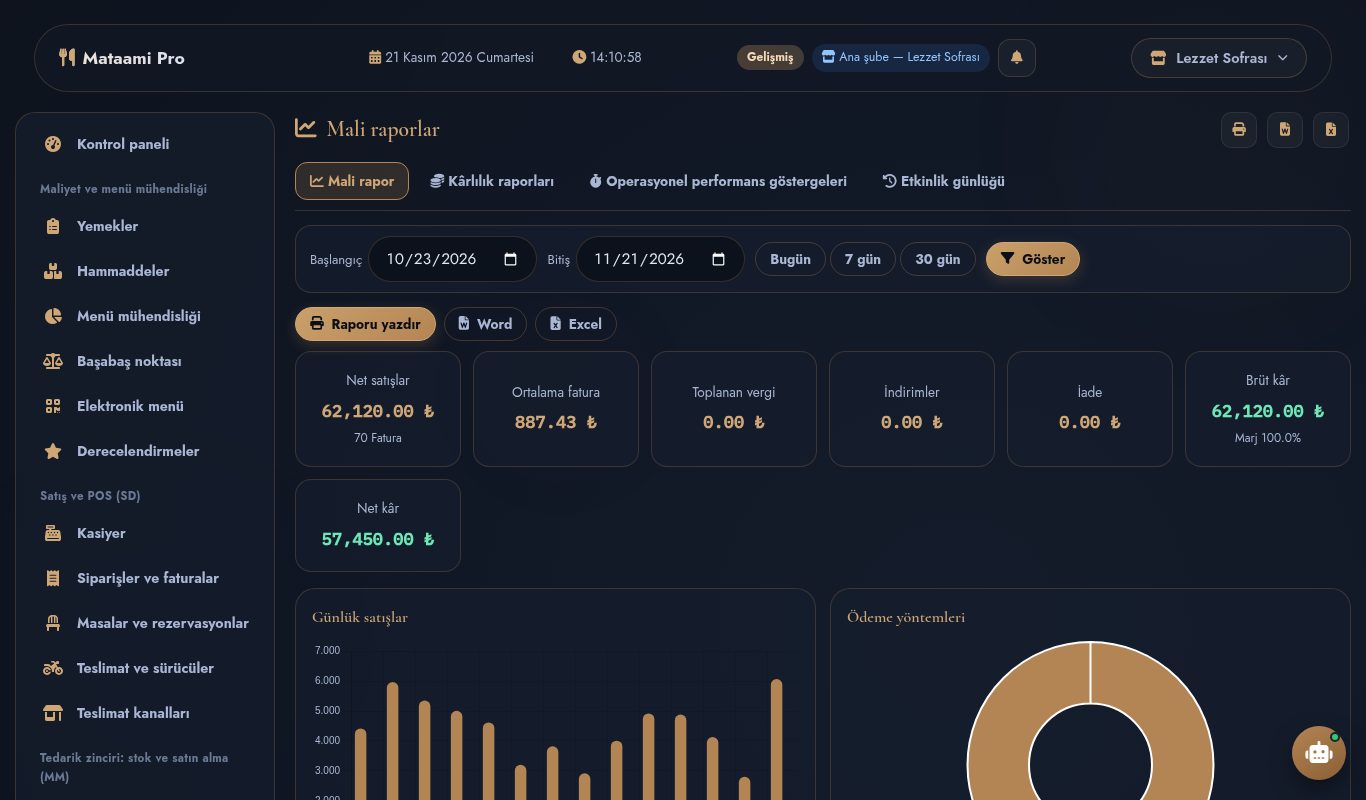 Mataami Pro
21 Kasım 2026 Cumartesi
14:10:58
Gelişmiş
Ana şube — Lezzet Sofrası
Lezzet Sofrası
Kontrol paneli
Maliyet ve menü mühendisliği
Yemekler
Hammaddeler
Menü mühendisliği
Başabaş noktası
Elektronik menü
Derecelendirmeler
Satış ve POS (SD)
Kasiyer
Siparişler ve faturalar
Masalar ve rezervasyonlar
Teslimat ve sürücüler
Teslimat kanalları
Tedarik zinciri: stok ve satın alma
(MM)
Mali raporlar
Mali rapor
Kârlılık raporları
Operasyonel performans göstergeleri
Etkinlik günlüğü
Başlangıç
10/23/2026
Bitiş
11/21/2026
Bugün
7 gün
30 gün
Göster
Raporu yazdır
Word
Excel
Net satışlar
62,120.00 ₺
70 Fatura
Ortalama fatura
887.43 ₺
Toplanan vergi
0.00 ₺
İndirimler
0.00 ₺
İade
0.00 ₺
Brüt kâr
62,120.00 ₺
Marj 100.0%
Net kâr
57,450.00 ₺
Günlük satışlar
7.000
6.000
5.000
4.000
3.000
2.000
Ödeme yöntemleri